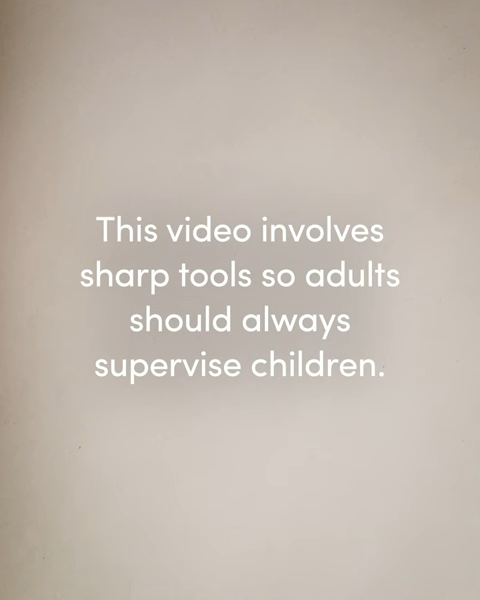 This video involves
sharp tools so adults
should always
supervise children.